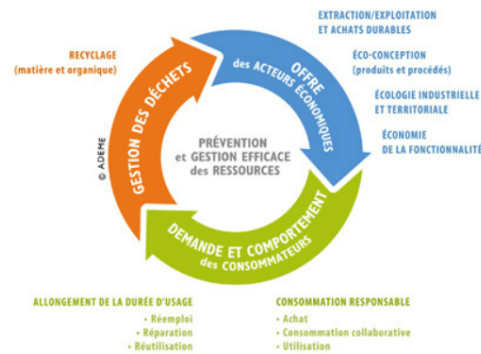 EXTRACTION/EXPLOITATION
ET ACHATS DURABLES
RECYCLAGE
(matière et organique)
ÉCO-CONCEPTION
(produits et procédés)
ÉCOLOGIE INDUSTRIELLE
ET TERRITORIALE
ÉCONOMIE
DE LA FONCTIONNALITÉ
OFFRE
des ACTEURS ÉCONOMIQUES
GESTION DES DÉCHETS
© ADEME
PRÉVENTION
et GESTION EFFICACE
des RESSOURCES
DEMANDE ET COMPORTEMENT
des CONSOMMATEURS
ALLONGEMENT DE LA DURÉE D'USAGE
• Réemploi
• Réparation
• Réutilisation
CONSOMMATION RESPONSABLE
• Achat
• Consommation collaborative
• Utilisation